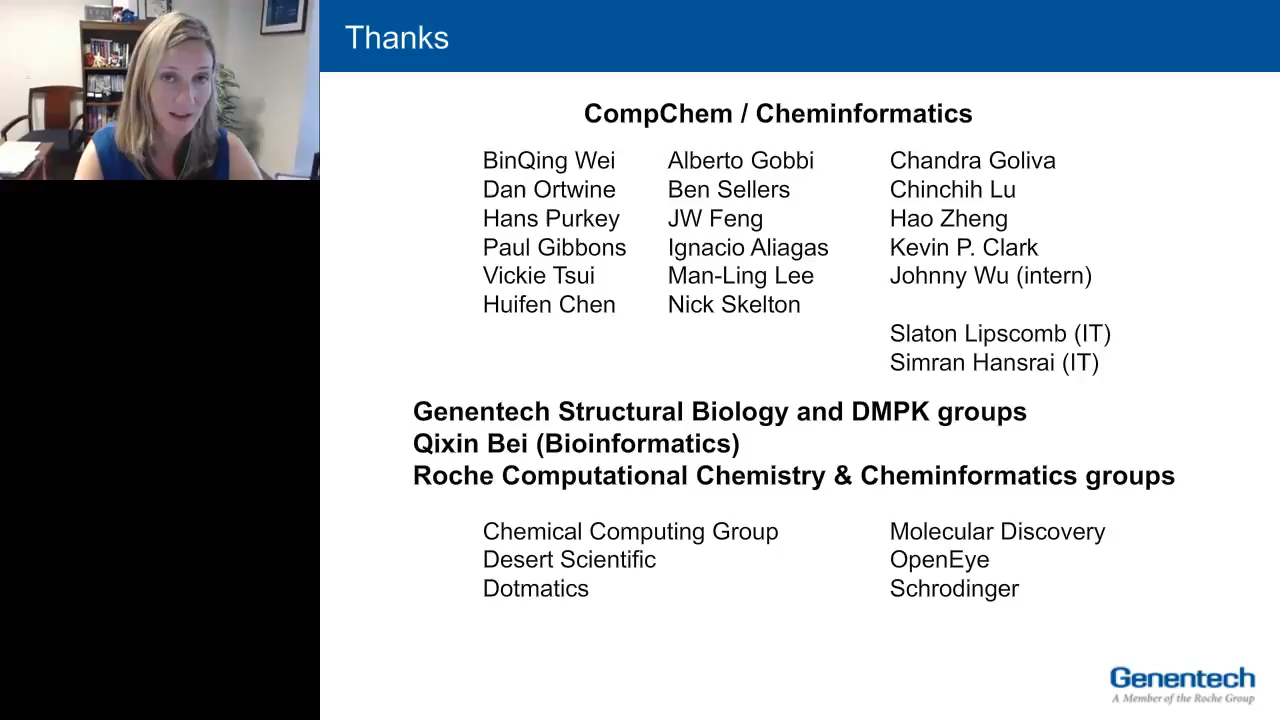 Thanks
CompChem / Cheminformatics
BinQing Wei
Dan Ortwine
Hans Purkey
Paul Gibbons
Vickie Tsui
Huifen Chen
Alberto Gobbi
Ben Sellers
JW Feng
Ignacio Aliagas
Man-Ling Lee
Nick Skelton
Chandra Goliva
Chinchih Lu
Hao Zheng
Kevin P. Clark
Johnny Wu (intern)
Slaton Lipscomb (IT)
Simran Hansrai (IT)
Genentech Structural Biology and DMPK groups
Qixin Bei (Bioinformatics)
Roche Computational Chemistry & Cheminformatics groups
Chemical Computing Group
Desert Scientific
Dotmatics
Molecular Discovery
OpenEye
Schrodinger
Genentech
A Member of the Roche Group